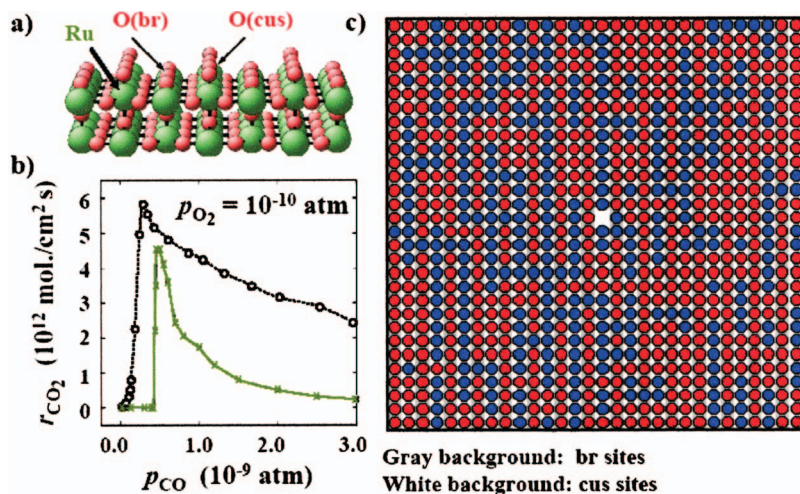 a)
O(br)
O(cus)
Ru
b)
p_O2 = 10^-10 atm
r_CO2 (10^12 mol./cm^2 s)
6
5
4
3
2
1
0
0.0 1.0 2.0 3.0
p_CO (10^-9 atm)
c)
Gray background: br sites
White background: cus sites